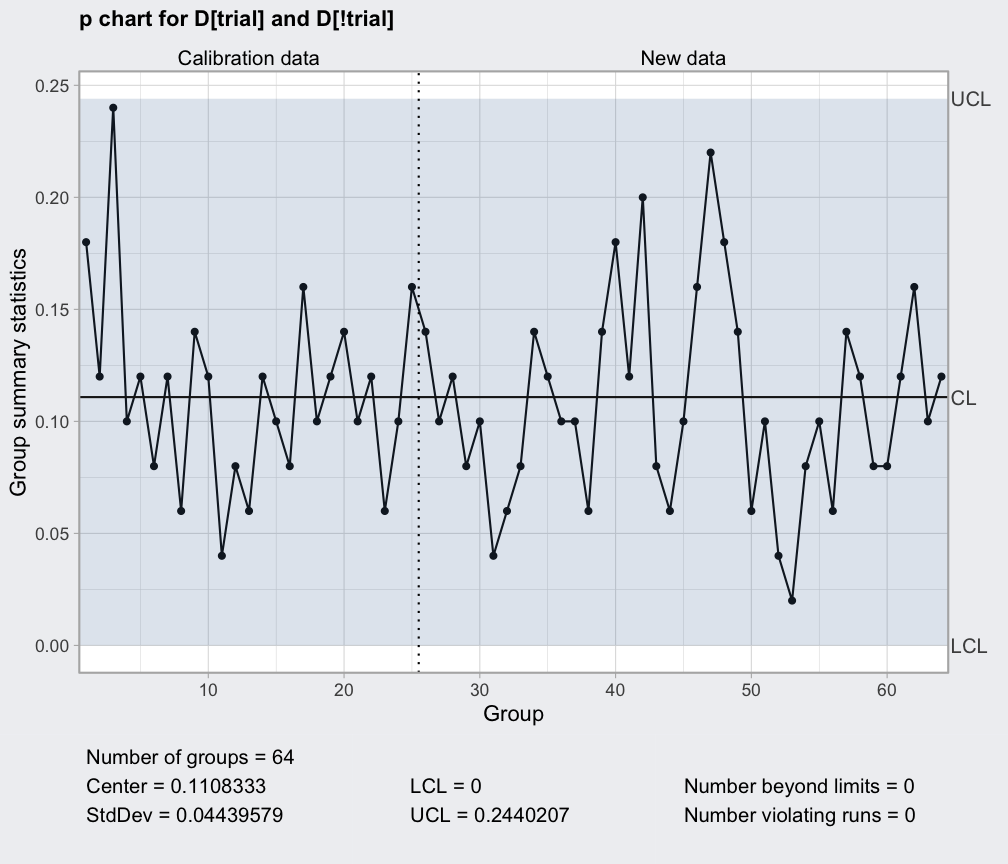 p chart for D[trial] and D[!trial]
Calibration data
New data
Group summary statistics
0.25
0.20
0.15
0.10
0.05
0.00
UCL
CL
LCL
10 20 30 40 50 60
Group
Number of groups = 64
Center = 0.1108333 LCL = 0 Number beyond limits = 0
StdDev = 0.04439579 UCL = 0.2440207 Number violating runs = 0